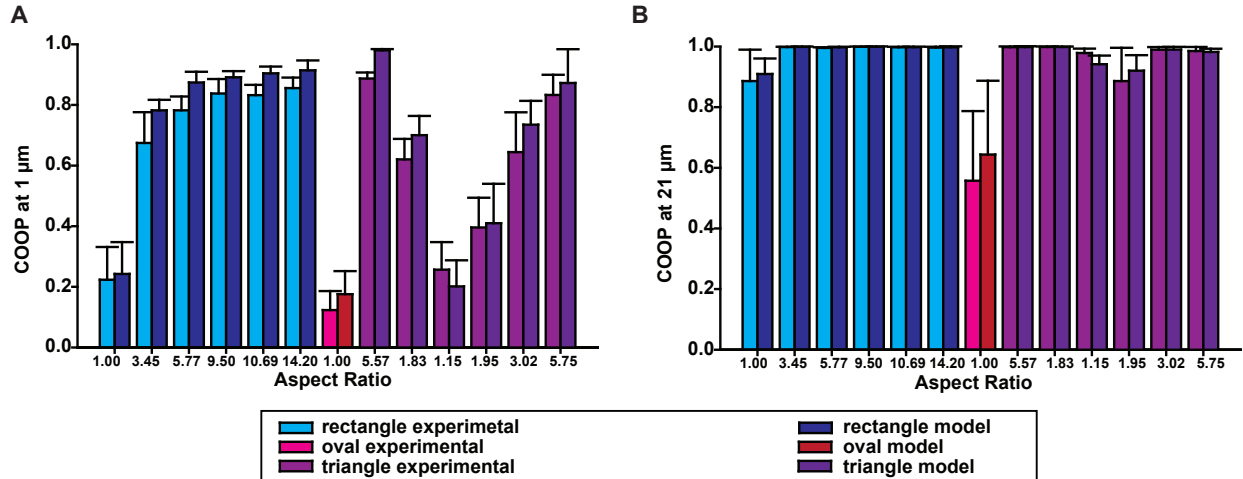 A
COOP at 1 µm
1.0
0.8
0.6
0.4
0.2
0.0
1.00 3.45 5.77 9.50 10.69 14.20 1.00 5.57 1.83 1.15 1.95 3.02 5.75
Aspect Ratio
B
COOP at 21 µm
1.0
0.8
0.6
0.4
0.2
0.0
1.00 3.45 5.77 9.50 10.69 14.20 1.00 5.57 1.83 1.15 1.95 3.02 5.75
Aspect Ratio
rectangle experimetal
oval experimental
triangle experimental
rectangle model
oval model
triangle model